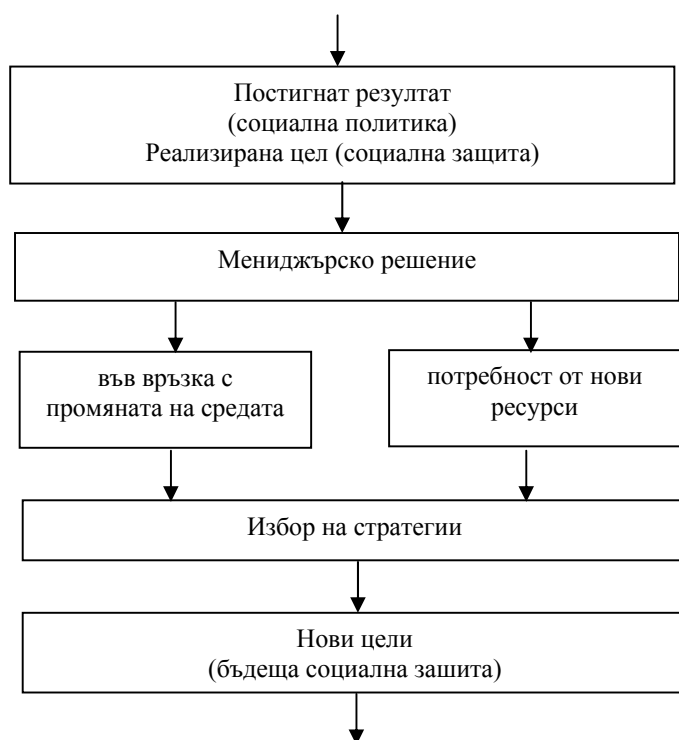 Постигнат резултат
(социална политика)
Реализирана цел (социална защита)
Мениджърско решение
във връзка с
промяната на средата
потребност от нови
ресурси
Избор на стратегии
Нови цели
(бъдеща социална зашита)